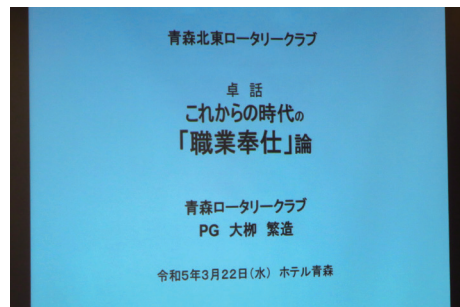 青森北東ロータリークラブ
卓 話
これからの時代の
「職業奉仕」論
青森ロータリークラブ
PG 大栁 繁造
令和5年3月22日(水) ホテル青森